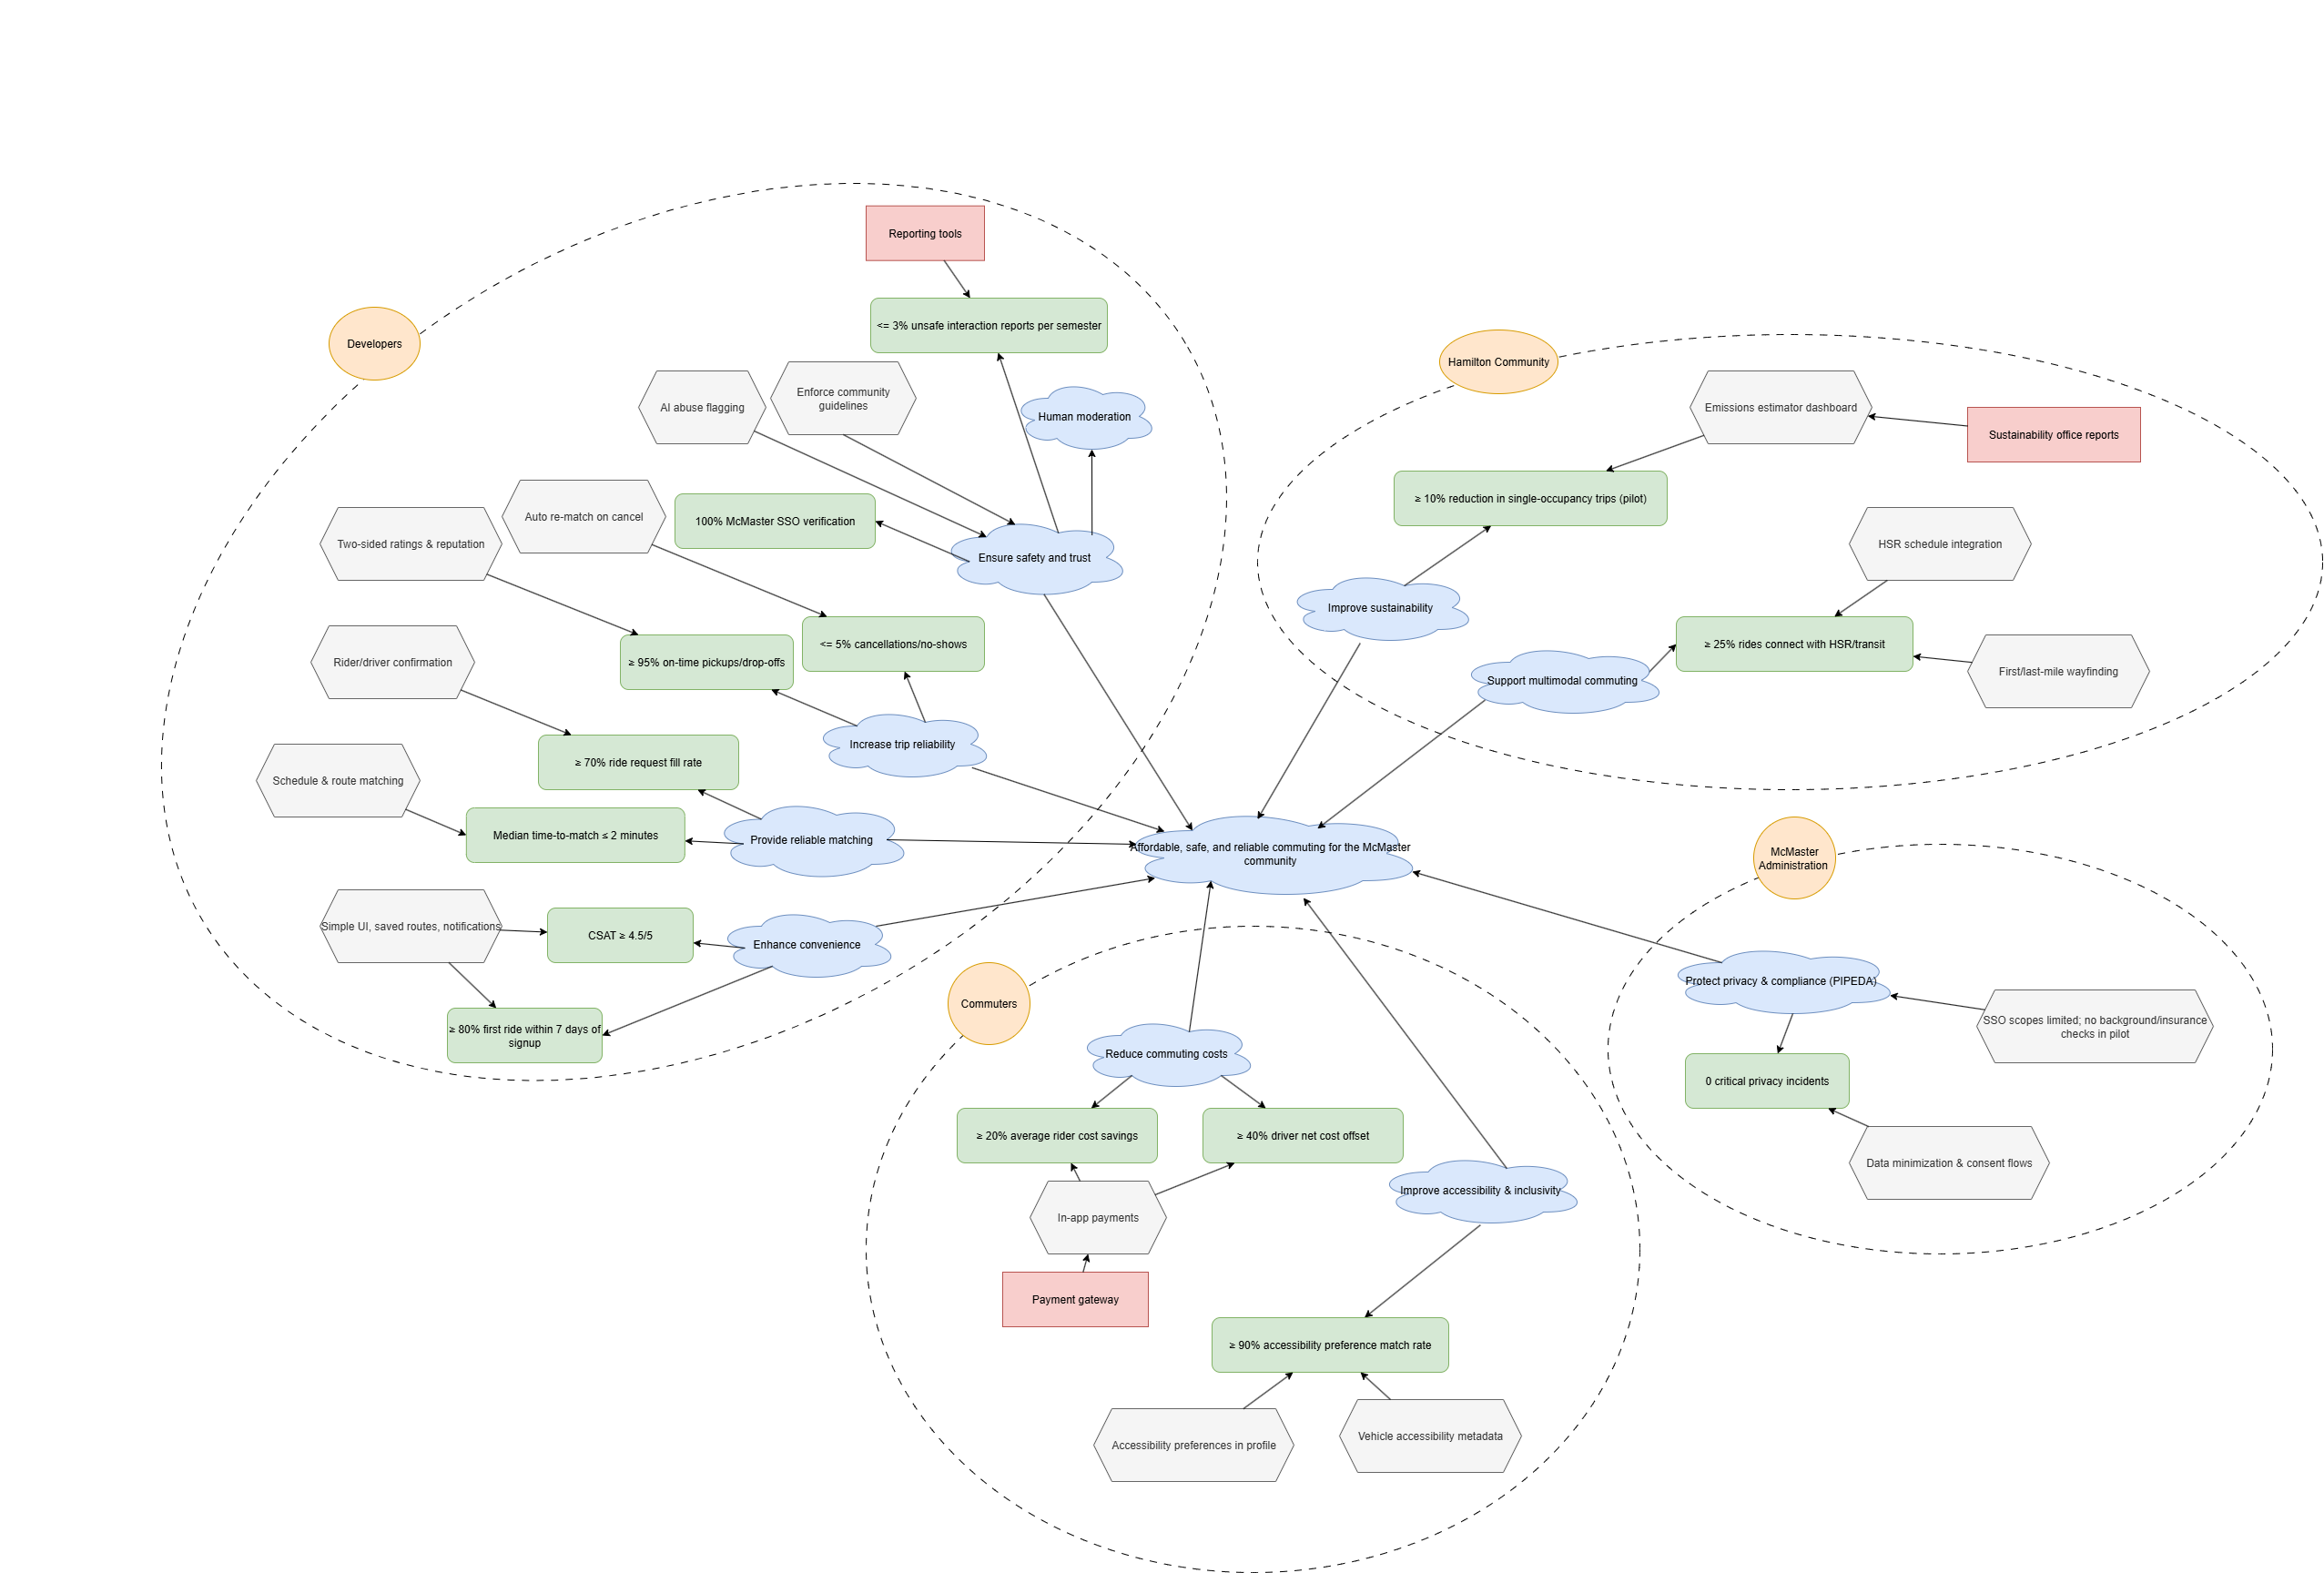 Reporting tools
<= 3% unsafe interaction reports per semester
Developers
AI abuse flagging
Enforce community
guidelines
Human moderation
Auto re-match on cancel
100% McMaster SSO verification
Two-sided ratings & reputation
Ensure safety and trust
<= 5% cancellations/no-shows
≥ 95% on-time pickups/drop-offs
Rider/driver confirmation
Increase trip reliability
≥ 70% ride request fill rate
Schedule & route matching
Median time-to-match ≤ 2 minutes
Provide reliable matching
Simple UI, saved routes, notifications
CSAT ≥ 4.5/5
Enhance convenience
≥ 80% first ride within 7 days of
signup
Affordable, safe, and reliable commuting for the McMaster
community
Hamilton Community
Emissions estimator dashboard
Sustainability office reports
≥ 10% reduction in single-occupancy trips (pilot)
HSR schedule integration
Improve sustainability
≥ 25% rides connect with HSR/transit
Support multimodal commuting
First/last-mile wayfinding
McMaster
Administration
Protect privacy & compliance (PIPEDA)
SSO scopes limited; no background/insurance
checks in pilot
0 critical privacy incidents
Data minimization & consent flows
Commuters
Reduce commuting costs
≥ 20% average rider cost savings
≥ 40% driver net cost offset
In-app payments
Improve accessibility & inclusivity
Payment gateway
≥ 90% accessibility preference match rate
Accessibility preferences in profile
Vehicle accessibility metadata